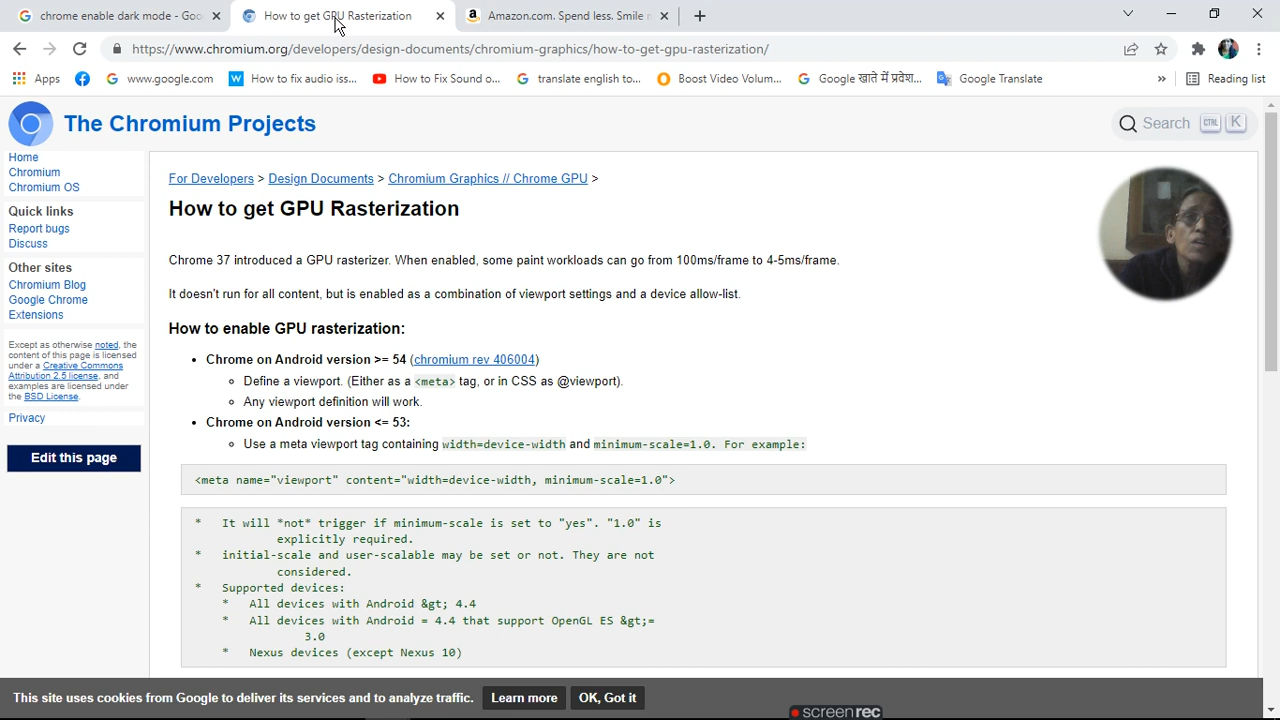 chrome enable dark mode - Goo
How to get GPU Rasterization
Amazon.com. Spend less. Smile m
https://www.chromium.org/developers/design-documents/chromium-graphics/how-to-get-gpu-rasterization/
Apps
www.google.com
How to fix audio iss...
How to Fix Sound o...
translate english to...
Boost Video Volum...
Google खाते में प्रवेश...
Google Translate
»
Reading list
The Chromium Projects
Search CTRL K
Home
Chromium
Chromium OS
Quick links
Report bugs
Discuss
Other sites
Chromium Blog
Google Chrome
Extensions
Except as otherwise noted, the
content of this page is licensed
under a Creative Commons
Attribution 2.5 license, and
examples are licensed under
the BSD License.
Privacy
Edit this page
For Developers > Design Documents > Chromium Graphics // Chrome GPU >
How to get GPU Rasterization
Chrome 37 introduced a GPU rasterizer. When enabled, some paint workloads can go from 100ms/frame to 4-5ms/frame.
It doesn't run for all content, but is enabled as a combination of viewport settings and a device allow-list.
How to enable GPU rasterization:
• Chrome on Android version >= 54 (chromium rev 406004)
Define a viewport. (Either as a <meta> tag, or in CSS as @viewport).
Any viewport definition will work.
• Chrome on Android version <= 53:
Use a meta viewport tag containing width=device-width and minimum-scale=1.0. For example:
<meta name="viewport" content="width=device-width, minimum-scale=1.0">
* It will *not* trigger if minimum-scale is set to "yes". "1.0" is
explicitly required.
* initial-scale and user-scalable may be set or not. They are not
considered.
* Supported devices:
* All devices with Android &gt; 4.4
* All devices with Android = 4.4 that support OpenGL ES &gt;=
3.0
* Nexus devices (except Nexus 10)
This site uses cookies from Google to deliver its services and to analyze traffic. Learn more OK, Got it
screenrec